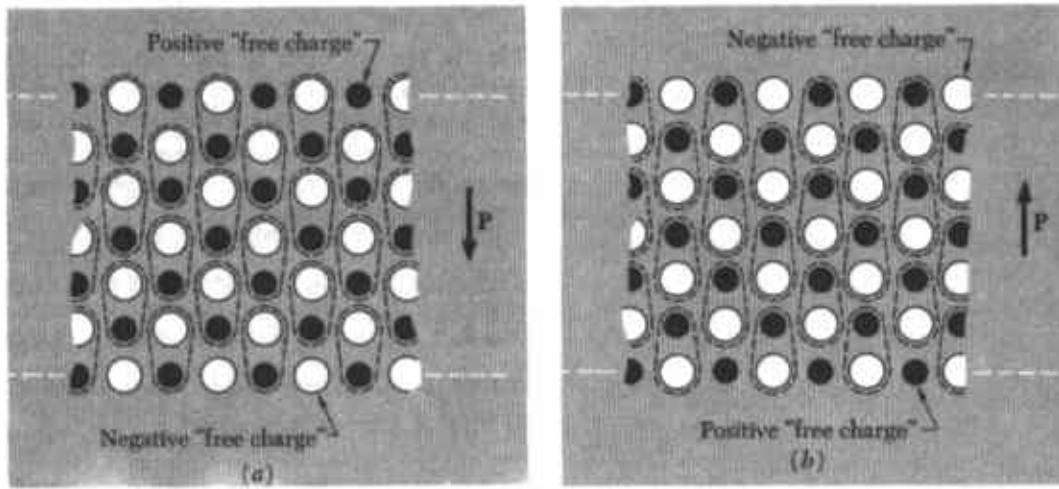 Positive "free charge"
P
Negative "free charge"
(a)
Negative "free charge"
P
Positive "free charge"
(b)